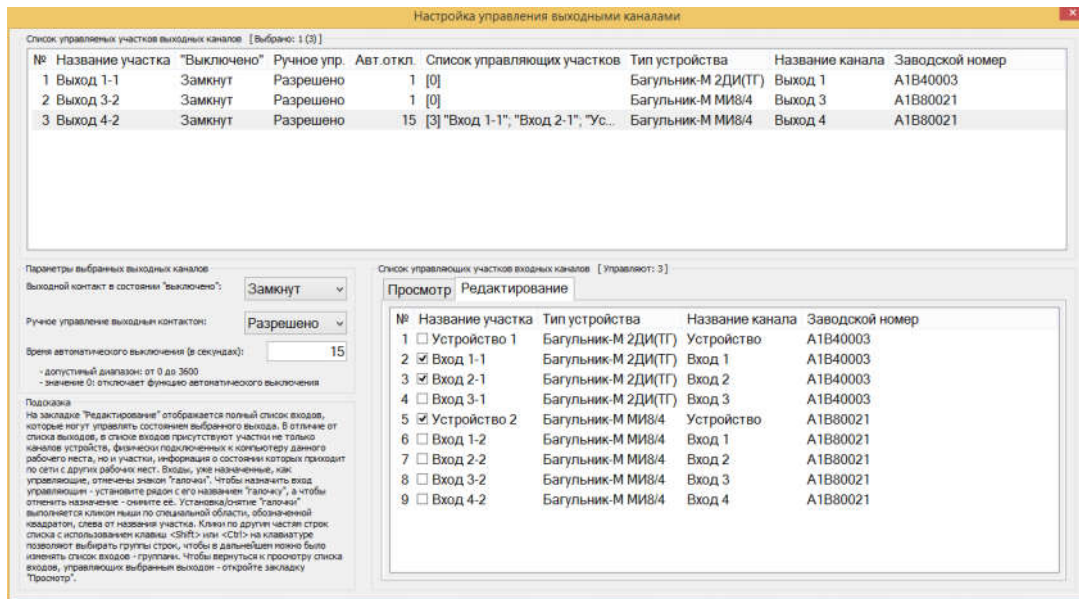 Настройка управления выходными каналами
Список управляемых участков выходных каналов [ Выбрано: 1 (3) ]
№ Название участка "Выключено" Ручное упр. Авт.откл. Список управляющих участков Тип устройства Название канала Заводской номер
1 Выход 1-1 Замкнут Разрешено 1 [0] Багульник-М 2ДИ(ТГ) Выход 1 A1B40003
2 Выход 3-2 Замкнут Разрешено 1 [0] Багульник-М МИ8/4 Выход 3 A1B80021
3 Выход 4-2 Замкнут Разрешено 15 [3] "Вход 1-1"; "Вход 2-1"; "Ус... Багульник-М МИ8/4 Выход 4 A1B80021
Параметры выбранных выходных каналов
Выходной контакт в состоянии "выключено": Замкнут
Ручное управление выходным контактом: Разрешено
Время автоматического выключения (в секундах): 15
- допустимый диапазон: от 0 до 3600
- значение 0: отключает функцию автоматического выключения
Подсказка
На закладке "Редактирование" отображается полный список входов,
которые могут управлять состоянием выбранного выхода. В отличие от
списка выходов, в списке входов присутствуют участки не только
каналов устройств, физически подключенных к компьютеру данного
рабочего места, но и участки, информация о состоянии которых приходит
по сети с других рабочих мест. Входы, уже назначенные, как
управляющие, отмечены знаком "галочки". Чтобы назначить вход
управляющим - установите рядом с его названием "галочку", а чтобы
отменить назначение - снимите её. Установка/снятие "галочки"
выполняется кликом мыши по специальной области, обозначенной
квадратом, слева от названия участка. Клики по другим частям строк
списка с использованием клавиш <Shift> или <Ctrl> на клавиатуре
позволяют выбирать группы строк, чтобы в дальнейшем можно было
изменять список входов - группами. Чтобы вернуться к просмотру списка
входов, управляющих выбранным выходом - откройте закладку
"Просмотр".
Список управляющих участков входных каналов [ Управляют: 3 ]
Просмотр Редактирование
№ Название участка Тип устройства Название канала Заводской номер
1 Устройство 1 Багульник-М 2ДИ(ТГ) Устройство A1B40003
2 Вход 1-1 Багульник-М 2ДИ(ТГ) Вход 1 A1B40003
3 Вход 2-1 Багульник-М 2ДИ(ТГ) Вход 2 A1B40003
4 Вход 3-1 Багульник-М 2ДИ(ТГ) Вход 3 A1B40003
5 Устройство 2 Багульник-М МИ8/4 Устройство A1B80021
6 Вход 1-2 Багульник-М МИ8/4 Вход 1 A1B80021
7 Вход 2-2 Багульник-М МИ8/4 Вход 2 A1B80021
8 Вход 3-2 Багульник-М МИ8/4 Вход 3 A1B80021
9 Вход 4-2 Багульник-М МИ8/4 Вход 4 A1B80021